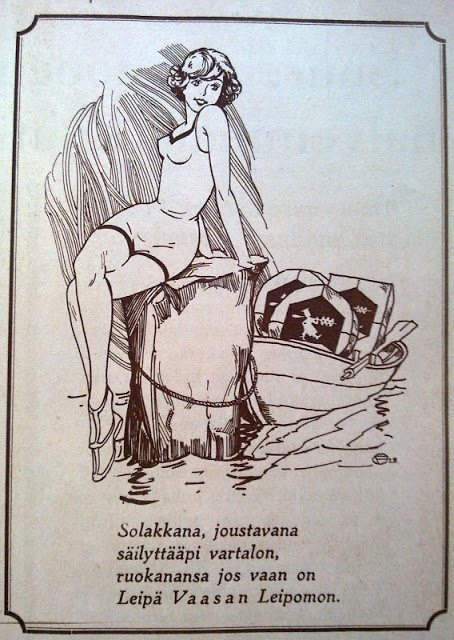 Solakkana, joustavana
säilyttääpi vartalon,
ruokanansa jos vaan on
Leipä Vaasan Leipomon.